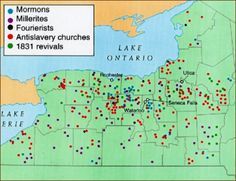 Mormons
Millerites
Fourierists
Antislavery churches
1831 revivals
LAKE
ONTARIO
Rochester
Utica
LAKE
ERIE
Seneca Falls
Waterloo